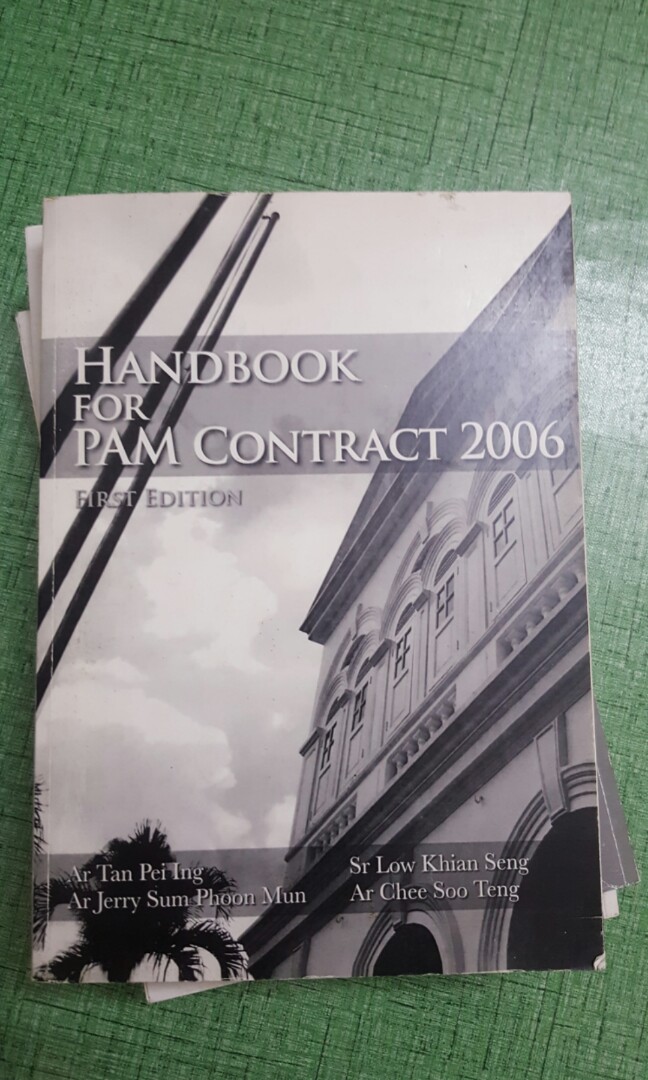 HANDBOOK
FOR
PAM CONTRACT 2006
FIRST EDITION
Ar Tan Pei Ing
Ar Jerry Sum Phoon Mun
Sr Low Khian Seng
Ar Chee Soo Teng